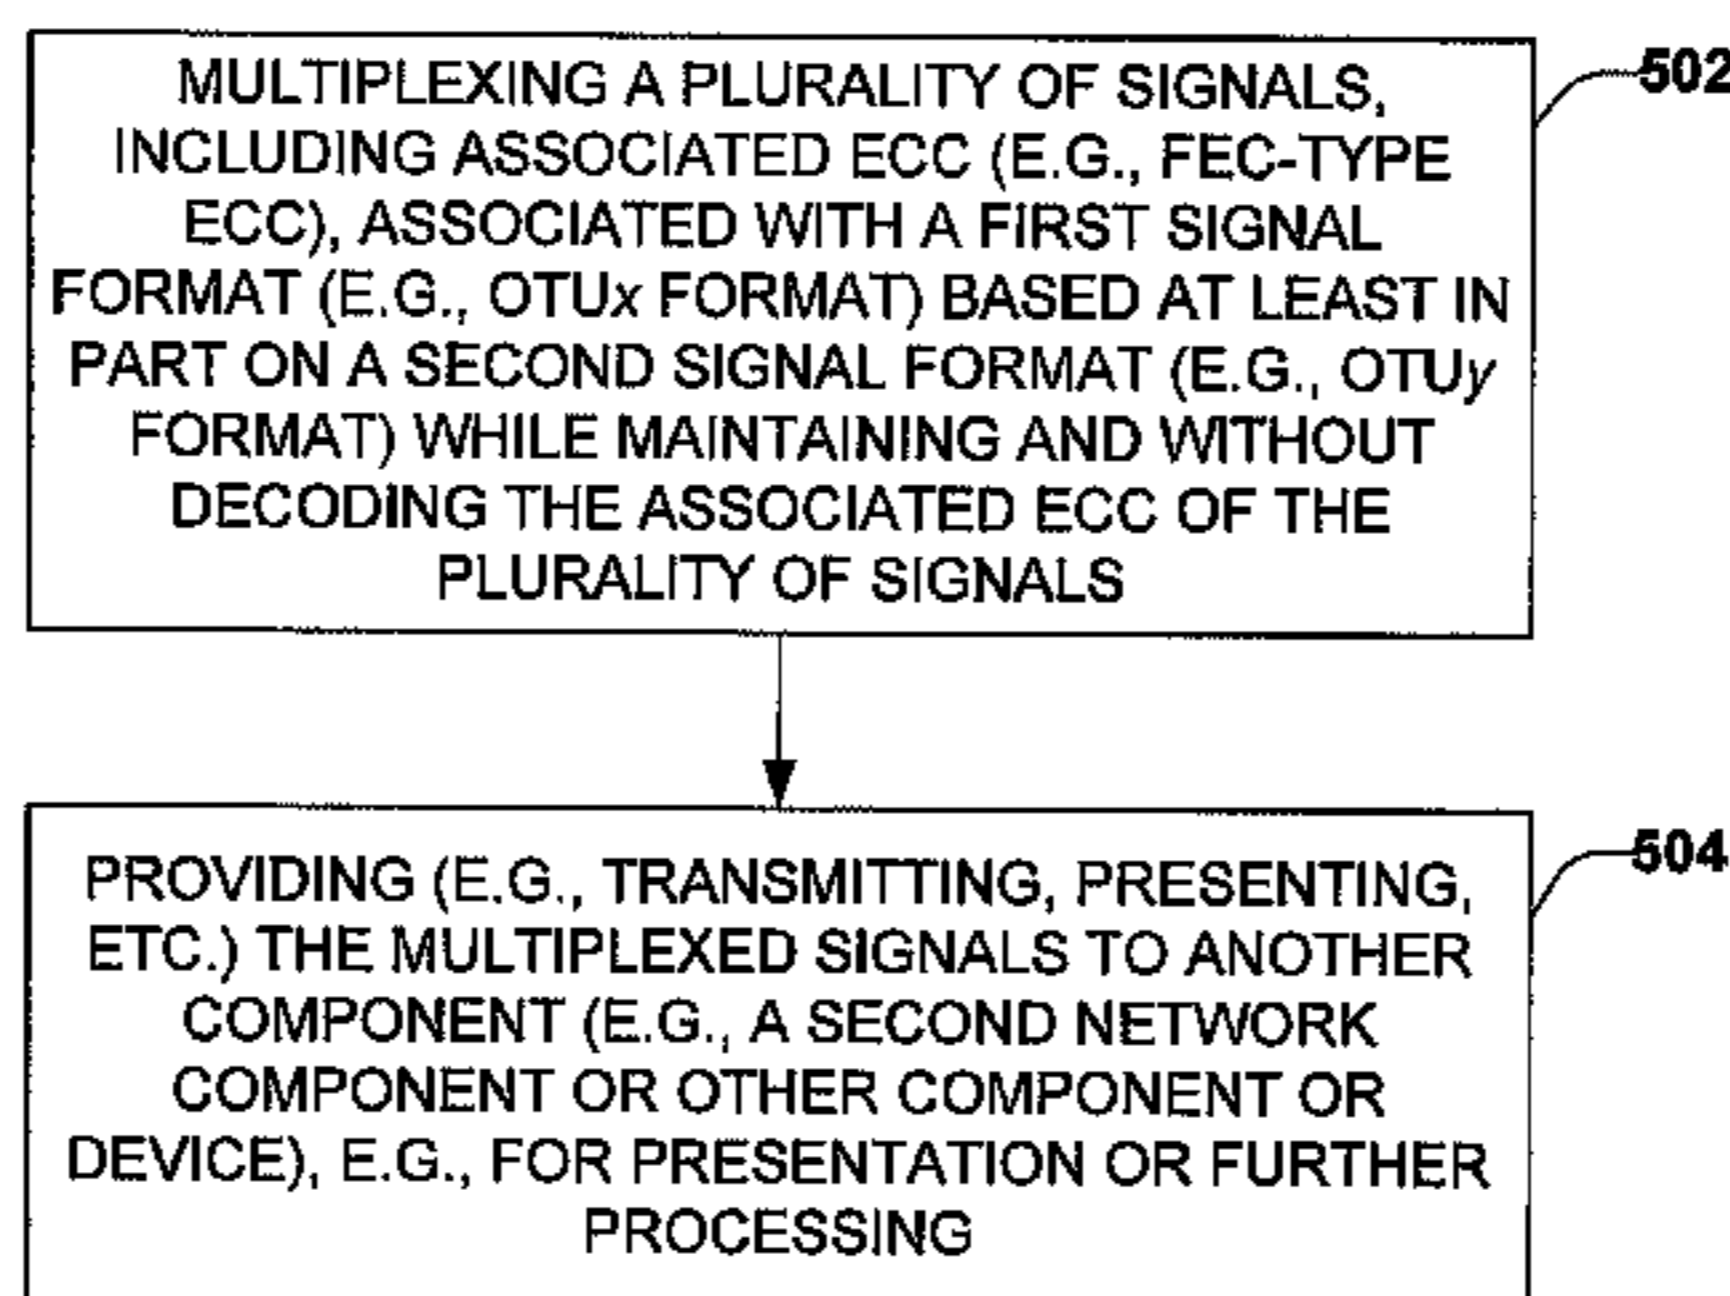 MULTIPLEXING A PLURALITY OF SIGNALS,
INCLUDING ASSOCIATED ECC (E.G., FEC-TYPE
ECC), ASSOCIATED WITH A FIRST SIGNAL
FORMAT (E.G., OTUx FORMAT) BASED AT LEAST IN
PART ON A SECOND SIGNAL FORMAT (E.G., OTUy
FORMAT) WHILE MAINTAINING AND WITHOUT
DECODING THE ASSOCIATED ECC OF THE
PLURALITY OF SIGNALS
502
PROVIDING (E.G., TRANSMITTING, PRESENTING,
ETC.) THE MULTIPLEXED SIGNALS TO ANOTHER
COMPONENT (E.G., A SECOND NETWORK
COMPONENT OR OTHER COMPONENT OR
DEVICE), E.G., FOR PRESENTATION OR FURTHER
PROCESSING
504